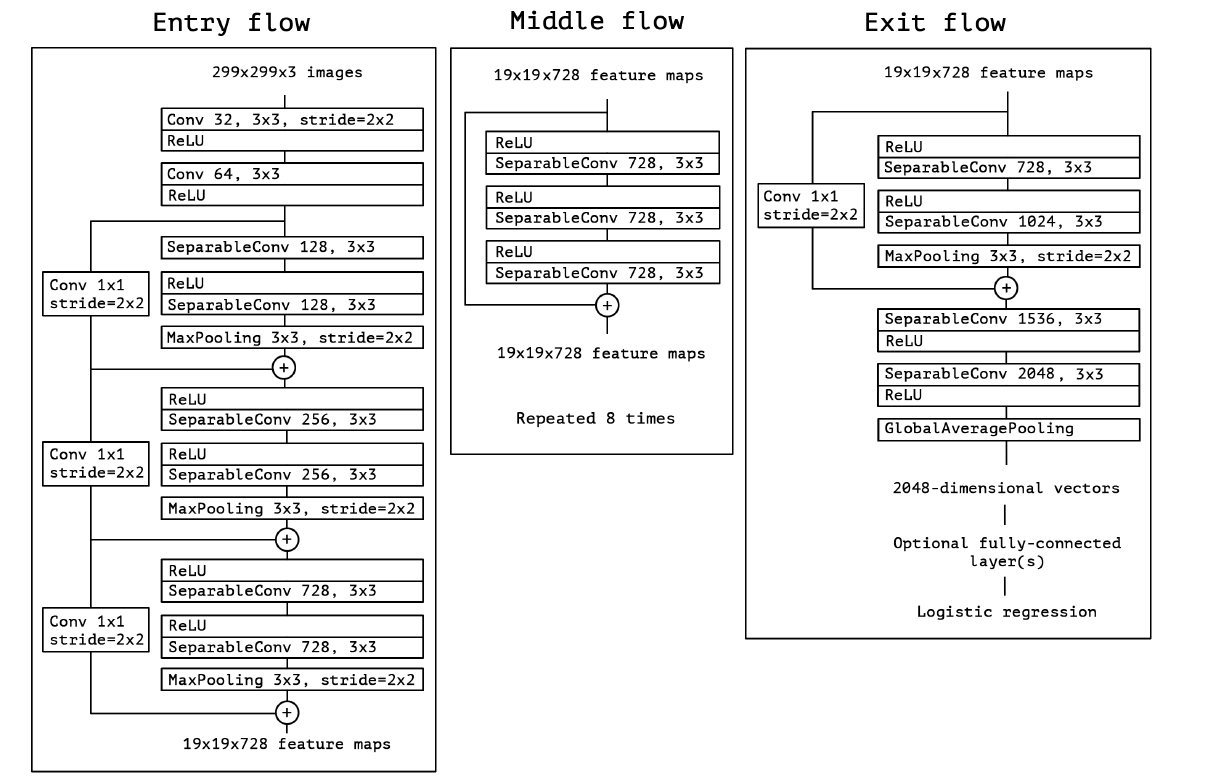 Entry flow
299x299x3 images
Conv 32, 3x3, stride=2x2
ReLU
Conv 64, 3x3
ReLU
SeparableConv 128, 3x3
Conv 1x1
stride=2x2
ReLU
SeparableConv 128, 3x3
MaxPooling 3x3, stride=2x2
+
ReLU
SeparableConv 256, 3x3
Conv 1x1
stride=2x2
ReLU
SeparableConv 256, 3x3
MaxPooling 3x3, stride=2x2
+
ReLU
SeparableConv 728, 3x3
Conv 1x1
stride=2x2
ReLU
SeparableConv 728, 3x3
MaxPooling 3x3, stride=2x2
+
19x19x728 feature maps
Middle flow
19x19x728 feature maps
ReLU
SeparableConv 728, 3x3
ReLU
SeparableConv 728, 3x3
ReLU
SeparableConv 728, 3x3
+
19x19x728 feature maps
Repeated 8 times
Exit flow
19x19x728 feature maps
ReLU
SeparableConv 728, 3x3
Conv 1x1
stride=2x2
ReLU
SeparableConv 1024, 3x3
MaxPooling 3x3, stride=2x2
+
SeparableConv 1536, 3x3
ReLU
SeparableConv 2048, 3x3
ReLU
GlobalAveragePooling
2048-dimensional vectors
Optional fully-connected
layer(s)
Logistic regression